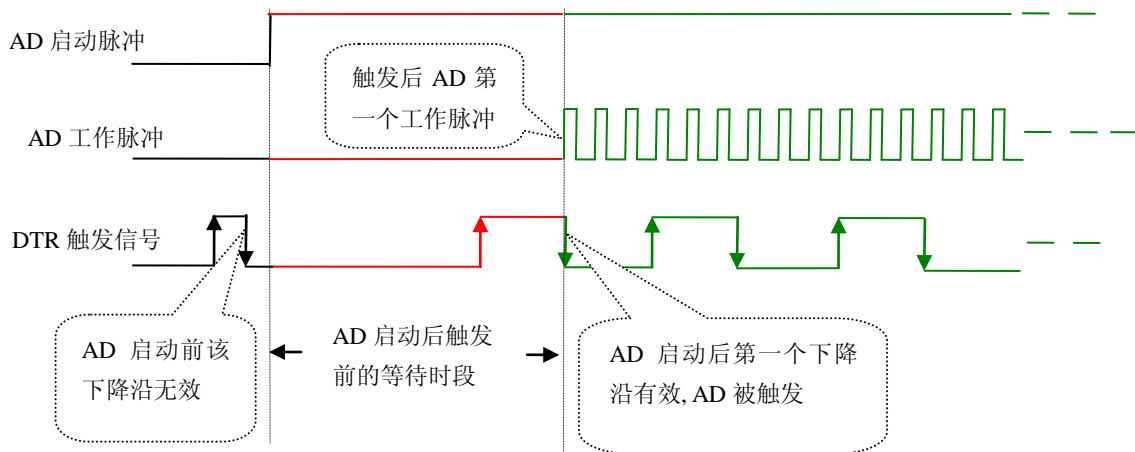 AD 启动脉冲
触发后 AD 第
一个工作脉冲
AD 工作脉冲
DTR 触发信号
AD 启动前该
下降沿无效
AD 启动后触发
前的等待时段
AD 启动后第一个下降
沿有效, AD 被触发